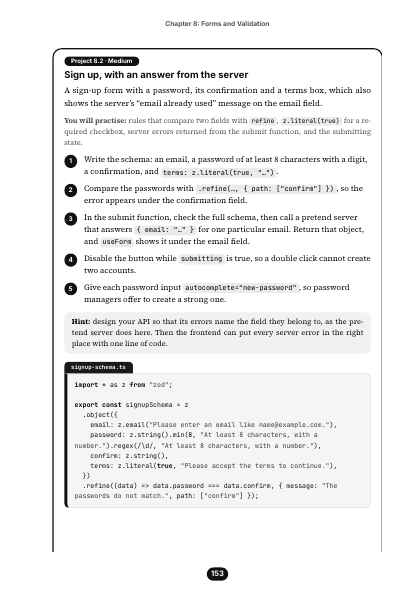 Chapter 8: Forms and Validation
Project 8.2 · Medium
Sign up, with an answer from the server
A sign-up form with a password, its confirmation and a terms box, which also
shows the server's “email already used” message on the email field.
You will practise: rules that compare two fields with refine, z.literal(true) for a re-
quired checkbox, server errors returned from the submit function, and the submitting
state.
1 Write the schema: an email, a password of at least 8 characters with a digit,
a confirmation, and terms: z.literal(true, "…").
2 Compare the passwords with .refine(…, { path: ["confirm"] }), so the
error appears under the confirmation field.
3 In the submit function, check the full schema, then call a pretend server
that answers { email: "…" } for one particular email. Return that object,
and useForm shows it under the email field.
4 Disable the button while submitting is true, so a double click cannot create
two accounts.
5 Give each password input autocomplete="new-password", so password
managers offer to create a strong one.
Hint: design your API so that its errors name the field they belong to, as the pre-
tend server does here. Then the frontend can put every server error in the right
place with one line of code.
signup-schema.ts
import * as z from "zod";
export const signupSchema = z
.object({
email: z.email("Please enter an email like name@example.com."),
password: z.string().min(8, "At least 8 characters, with a
number.").regex(/\d/, "At least 8 characters, with a number."),
confirm: z.string(),
terms: z.literal(true, "Please accept the terms to continue."),
})
.refine((data) => data.password === data.confirm, { message: "The
passwords do not match.", path: ["confirm"] });
153